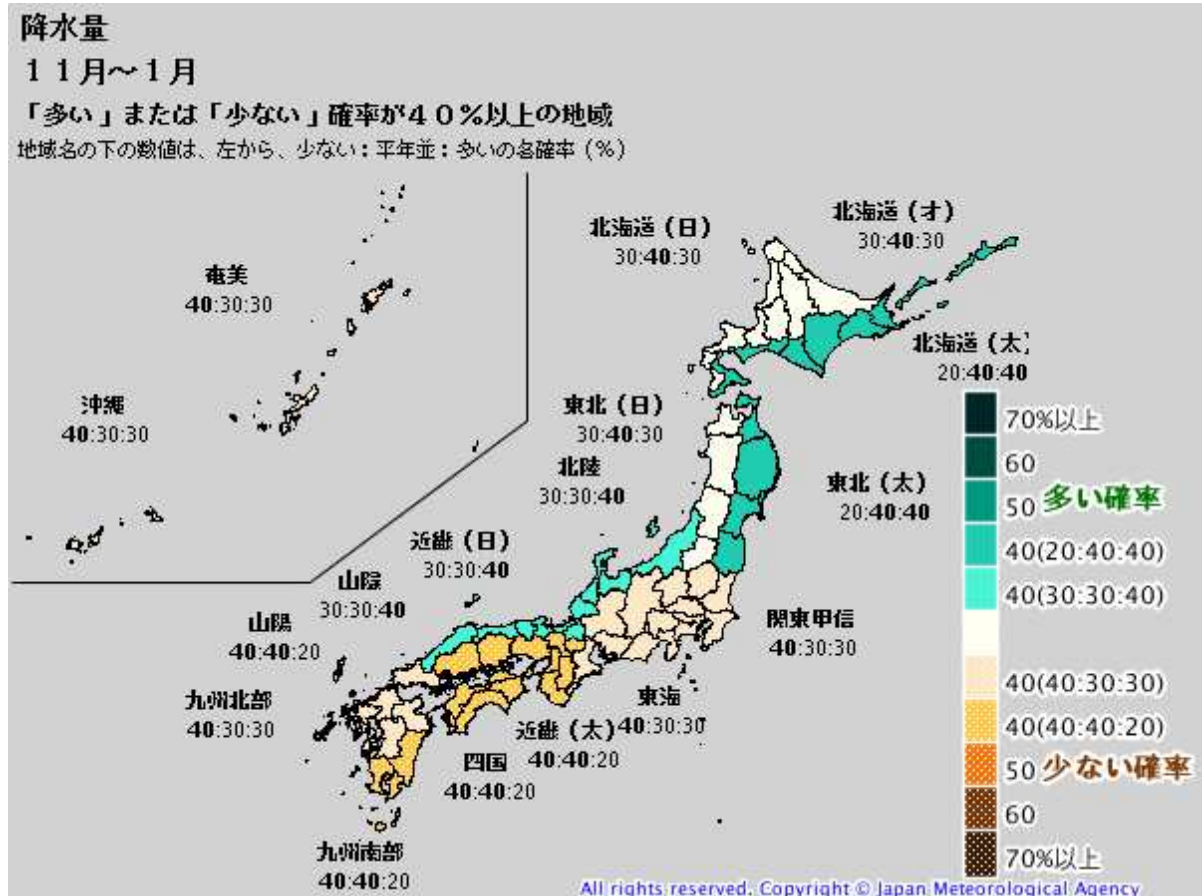 降水量
１１月～１月
「多い」または「少ない」確率が４０％以上の地域
地域名の下の数値は、左から、少ない：平年並：多いの各確率（％）
北海道（日）
30:40:30
北海道（オ）
30:40:30
奄美
40:30:30
北海道（太）
20:40:40
沖縄
40:30:30
東北（日）
30:40:30
北陸
30:30:40
東北（太）
20:40:40
近畿（日）
30:30:40
山陰
30:30:40
山陽
40:40:20
関東甲信
40:30:30
九州北部
40:30:30
東海
40:30:30
近畿（太）
40:40:20
四国
40:40:20
九州南部
40:40:20
70%以上
60
50 多い確率
40(20:40:40)
40(30:30:40)
40(40:30:30)
40(40:40:20)
50 少ない確率
60
70%以上
All rights reserved. Copyright © Japan Meteorological Agency